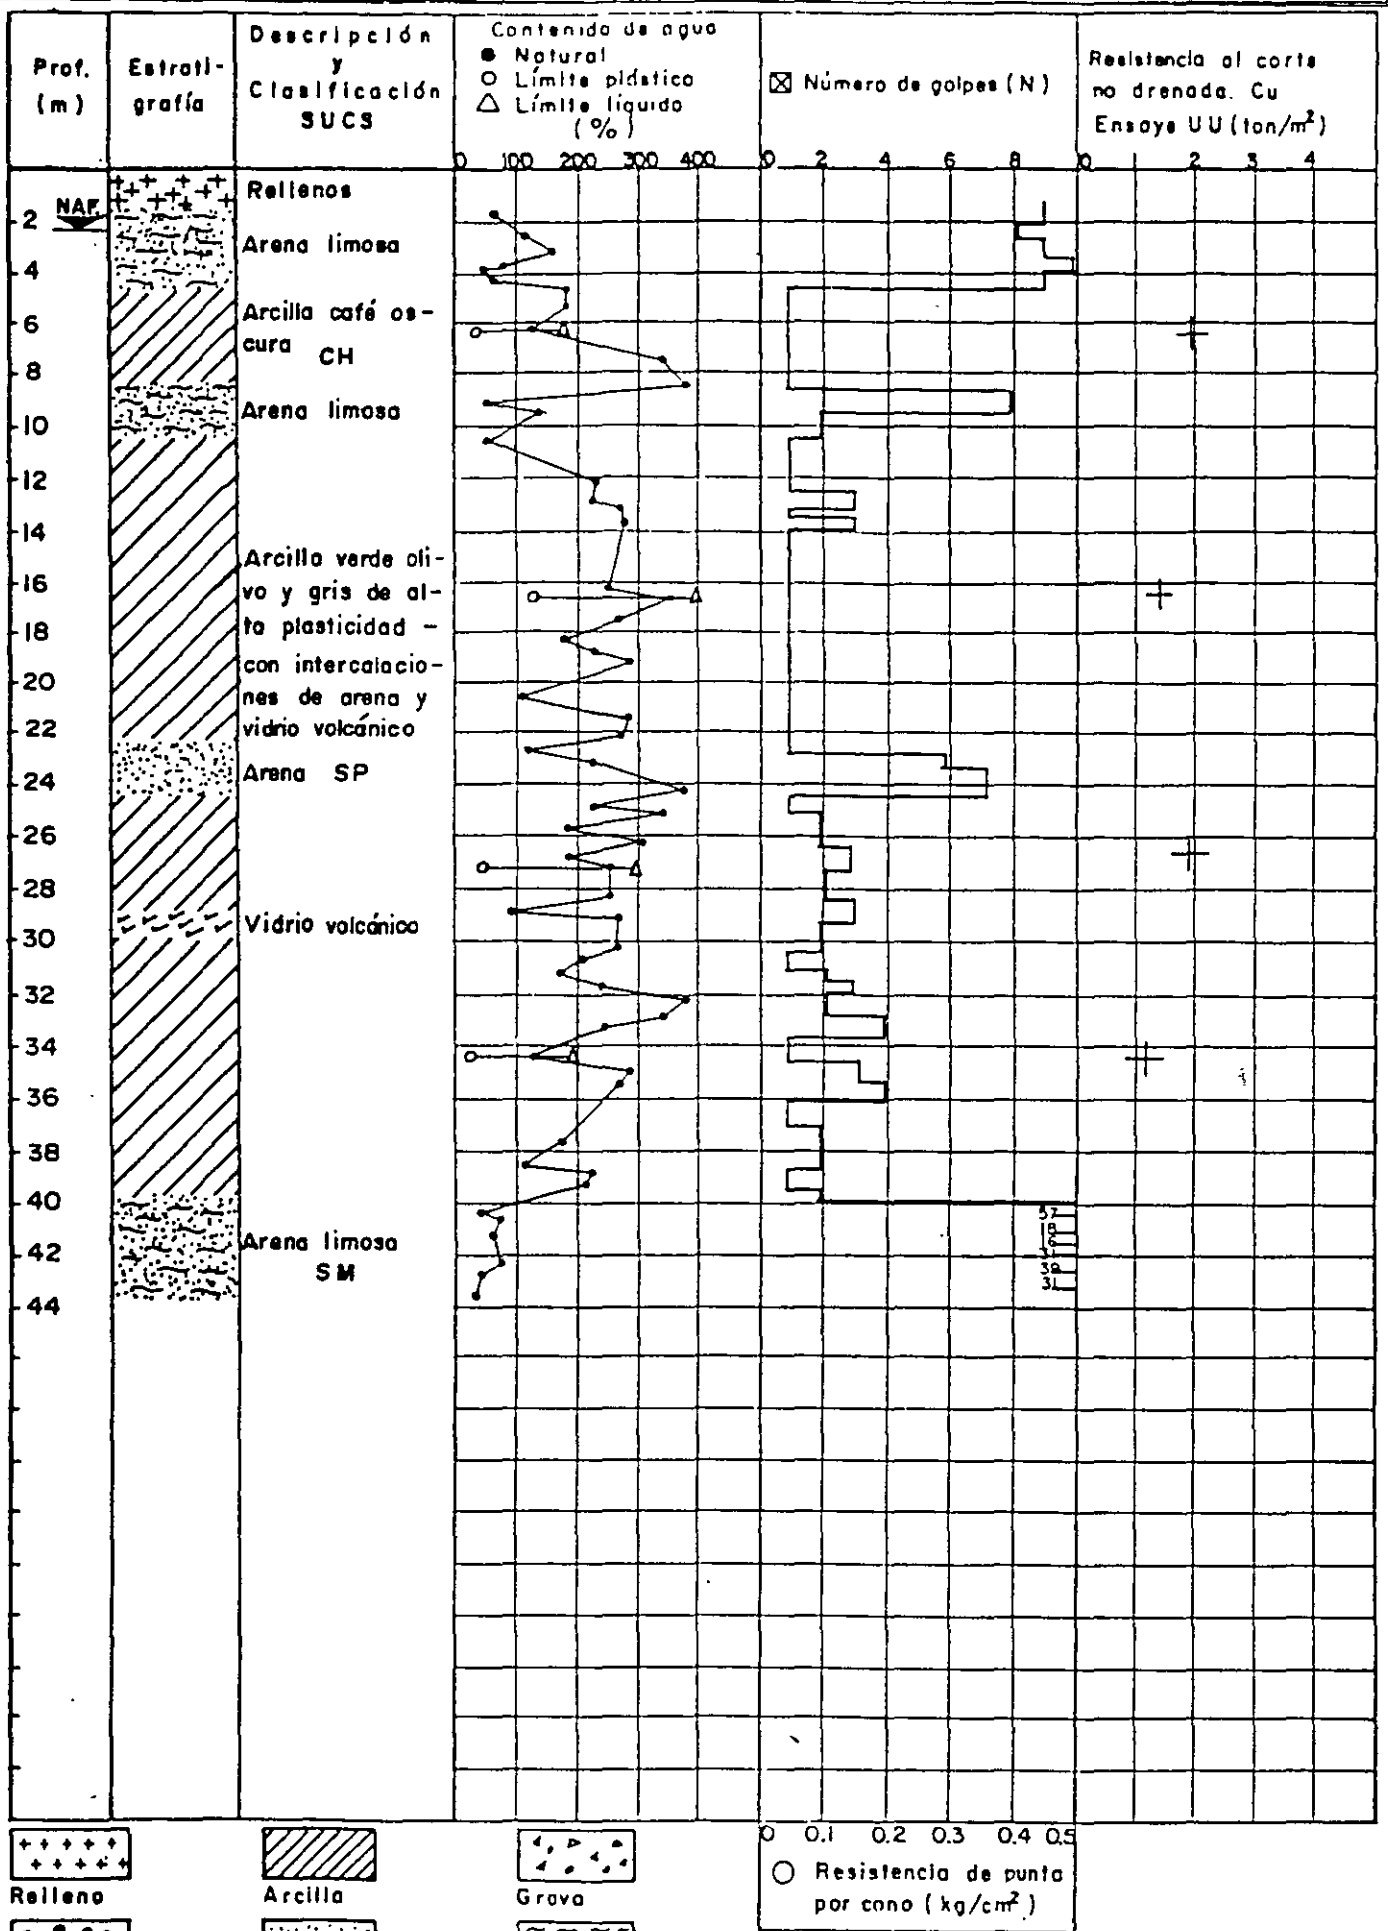 Prof.
(m)
Estrati-
grafía
Descripción
y
Clasificación
SUCS
Contenido de agua
● Natural
○ Límite plástico
△ Límite líquido
(%)
Número de golpes (N)
Resistencia al corte
no drenada. Cu
Ensaye UU (ton/m²)
0 100 200 300 400
0 2 4 6 8
0 1 2 3 4
Rellenos
NAF.
2
Arena limosa
4
Arcilla café os-
6
cura CH
8
Arena limosa
10
12
14
Arcilla verde oli-
16
vo y gris de al-
ta plasticidad -
18
con intercalacio-
20
nes de arena y
22
vidrio volcánico
Arena SP
24
26
28
Vidrio volcánico
30
32
34
36
38
40
57
18
Arena limosa
42
SM
39
31
44
0 0.1 0.2 0.3 0.4 0.5
○ Resistencia de punta
por cono (kg/cm²)
Relleno
Arcilla
Grava